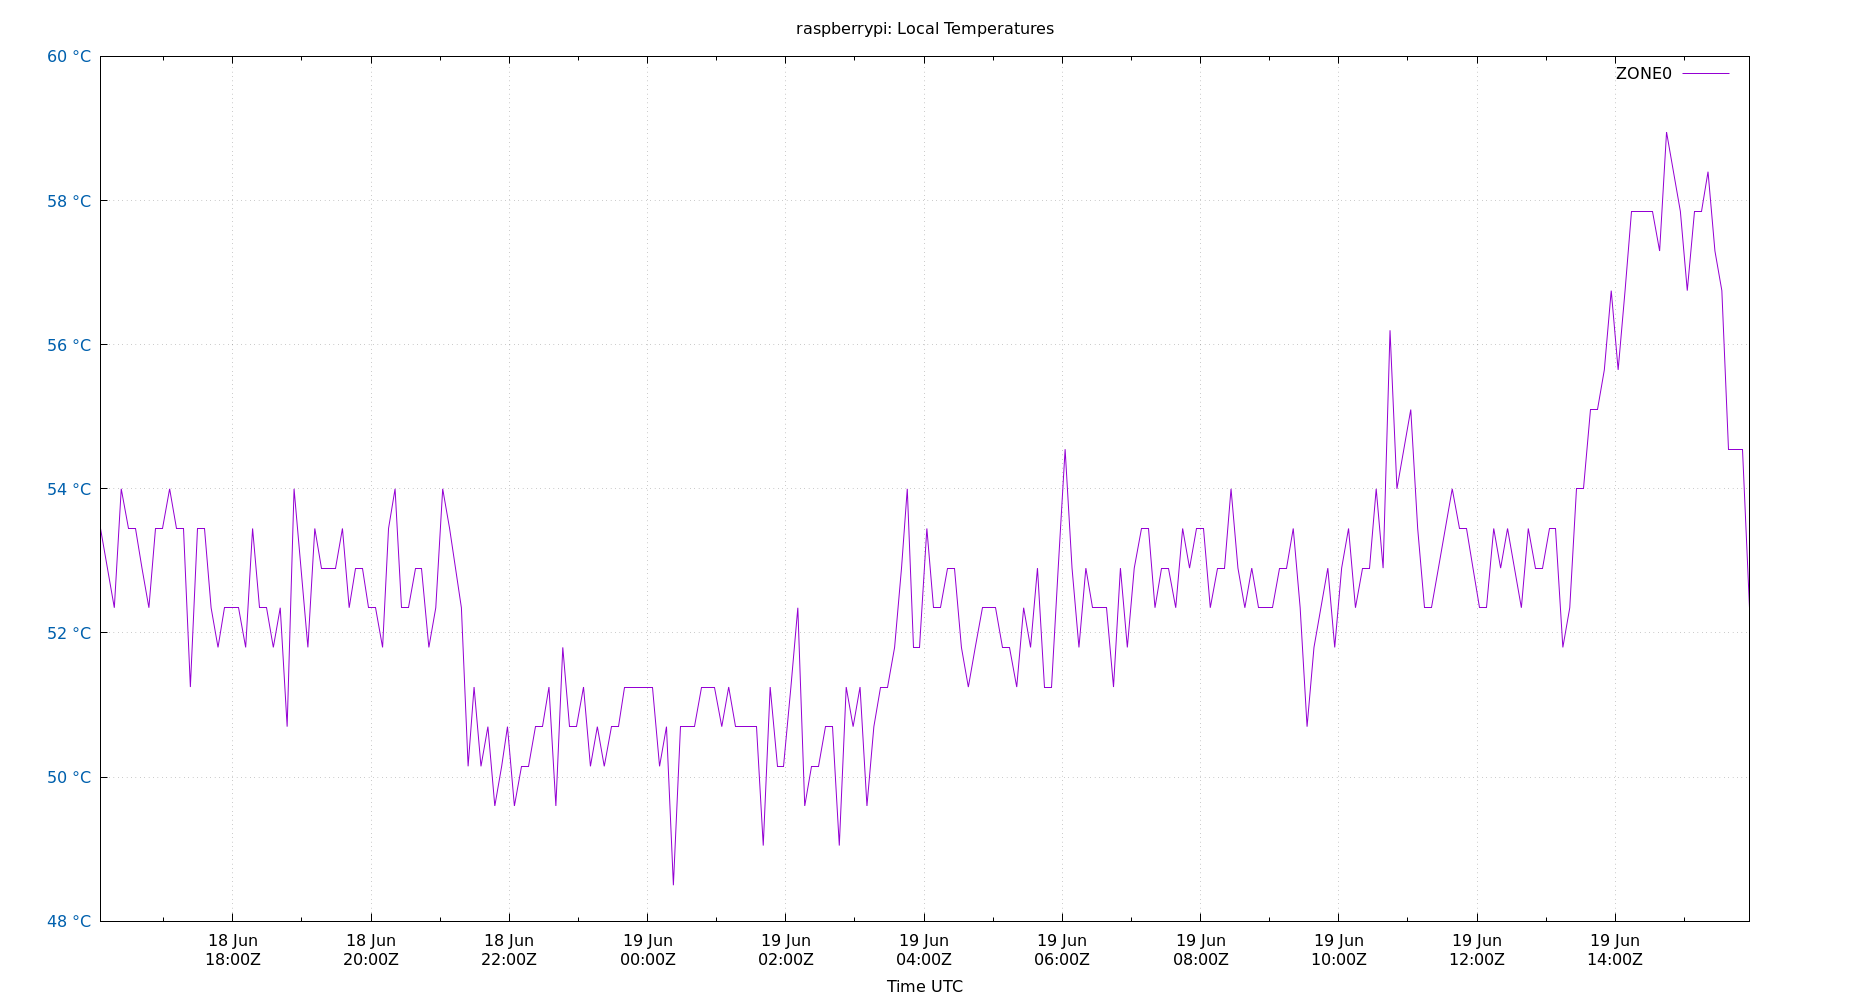 raspberrypi: Local Temperatures
60 °C
ZONE0
58 °C
56 °C
54 °C
52 °C
50 °C
48 °C
18 Jun 18 Jun 18 Jun 19 Jun 19 Jun 19 Jun 19 Jun 19 Jun 19 Jun 19 Jun 19 Jun
18:00Z 20:00Z 22:00Z 00:00Z 02:00Z 04:00Z 06:00Z 08:00Z 10:00Z 12:00Z 14:00Z
Time UTC